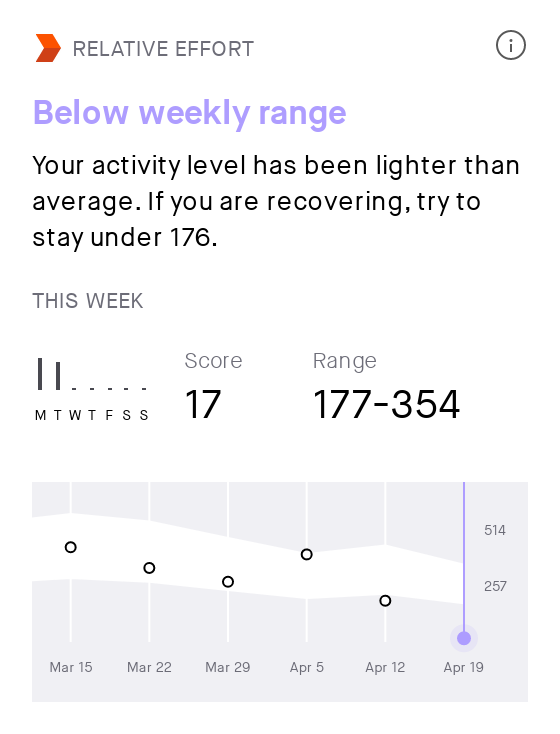 RELATIVE EFFORT
Below weekly range
Your activity level has been lighter than
average. If you are recovering, try to
stay under 176.
THIS WEEK
Score
Range
17
177-354
M T W T F S S
514
257
Mar 15
Mar 22
Mar 29
Apr 5
Apr 12
Apr 19